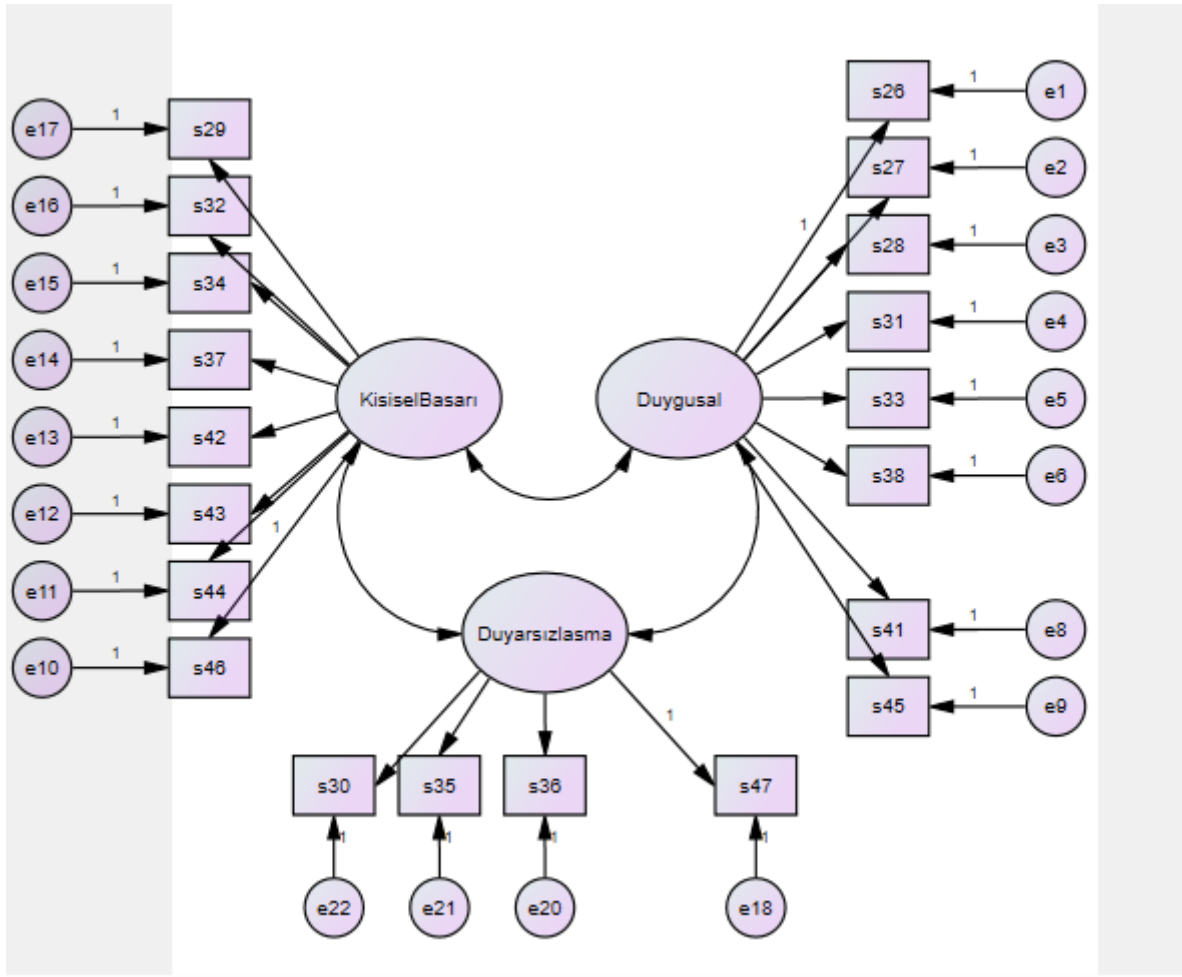 s26
1
e1
e17
1
s29
s27
1
e2
e16
1
s32
1
s28
1
e3
e15
1
s34
s31
1
e4
e14
1
s37
KisiselBasarı
Duygusal
s33
1
e5
e13
1
s42
s38
1
e6
e12
1
s43
1
e11
1
s44
Duyarsızlasma
s41
1
e8
e10
1
s46
s45
1
e9
1
s30
s35
s36
s47
1
1
1
1
e22
e21
e20
e18